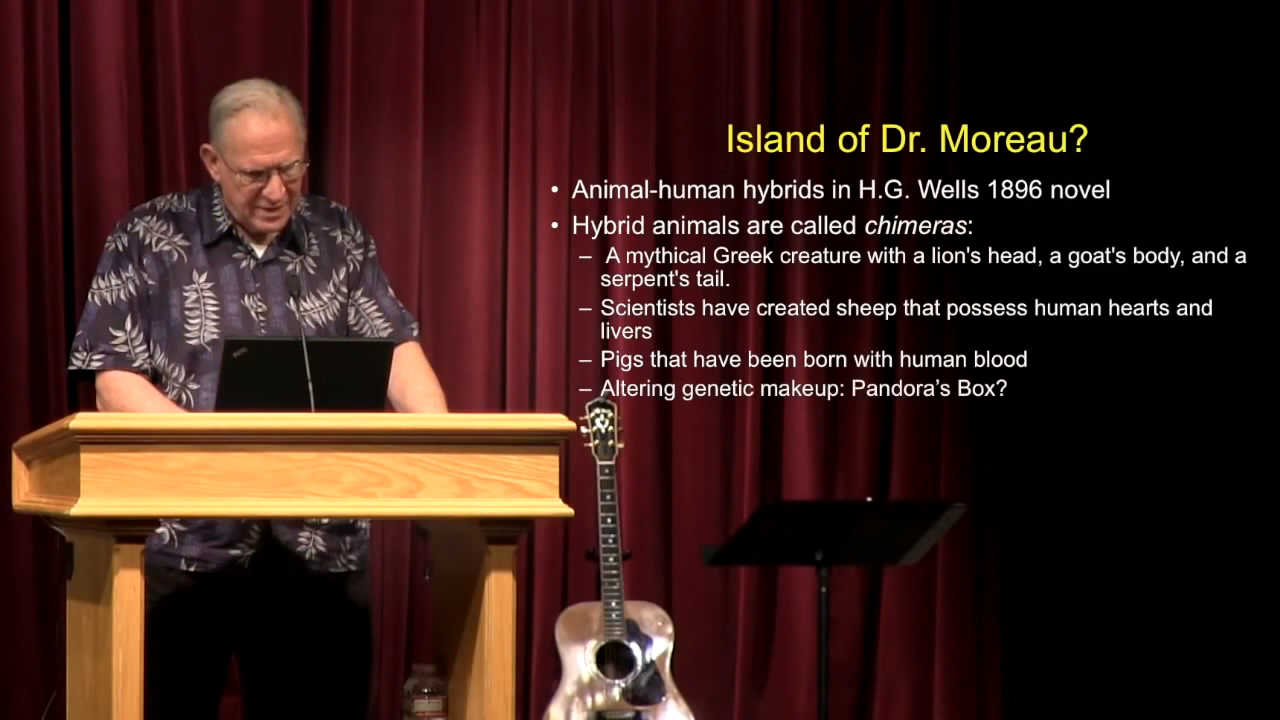 Island of Dr. Moreau?
• Animal-human hybrids in H.G. Wells 1896 novel
• Hybrid animals are called chimeras:
– A mythical Greek creature with a lion's head, a goat's body, and a
serpent's tail.
– Scientists have created sheep that possess human hearts and
livers
– Pigs that have been born with human blood
– Altering genetic makeup: Pandora’s Box?